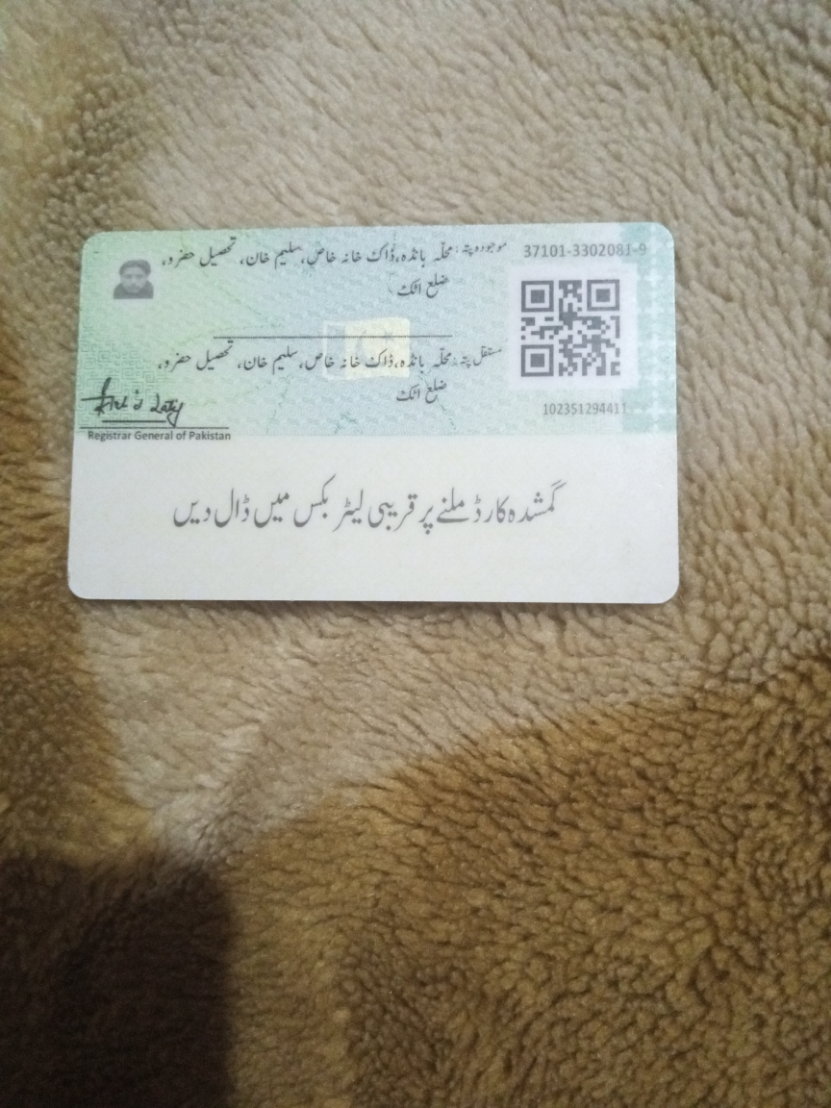 37101-3302081-9
موجودہ پتہ: محلہ بانڈہ، ڈاک خانہ خاص، سلیم خان، تحصیل حضرو،
ضلع اٹک
مستقل پتہ: محلہ بانڈہ، ڈاک خانہ خاص، سلیم خان، تحصیل حضرو،
ضلع اٹک
102351294411
Registrar General of Pakistan
گمشدہ کارڈ ملنے پر قریبی لیٹر بکس میں ڈال دیں